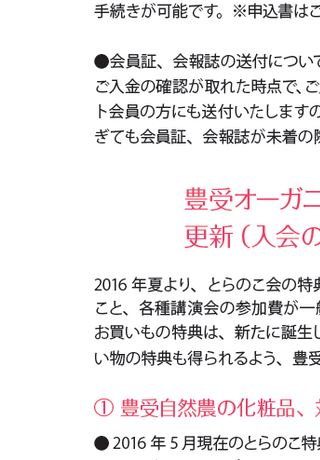 手続きが可能です。※申込書はこ
●会員証、会報誌の送付について
ご入金の確認が取れた時点で、ご
ト会員の方にも送付いたしますの
ぎても会員証、会報誌が未着の際
豊受オーガニ
更新（入会の
2016 年夏より、とらのこ会の特典
こと、各種講演会の参加費が一般
お買いもの特典は、新たに誕生し
い物の特典も得られるよう、豊受
① 豊受自然農の化粧品、
● 2016 年 5 月現在のとらのこ特典